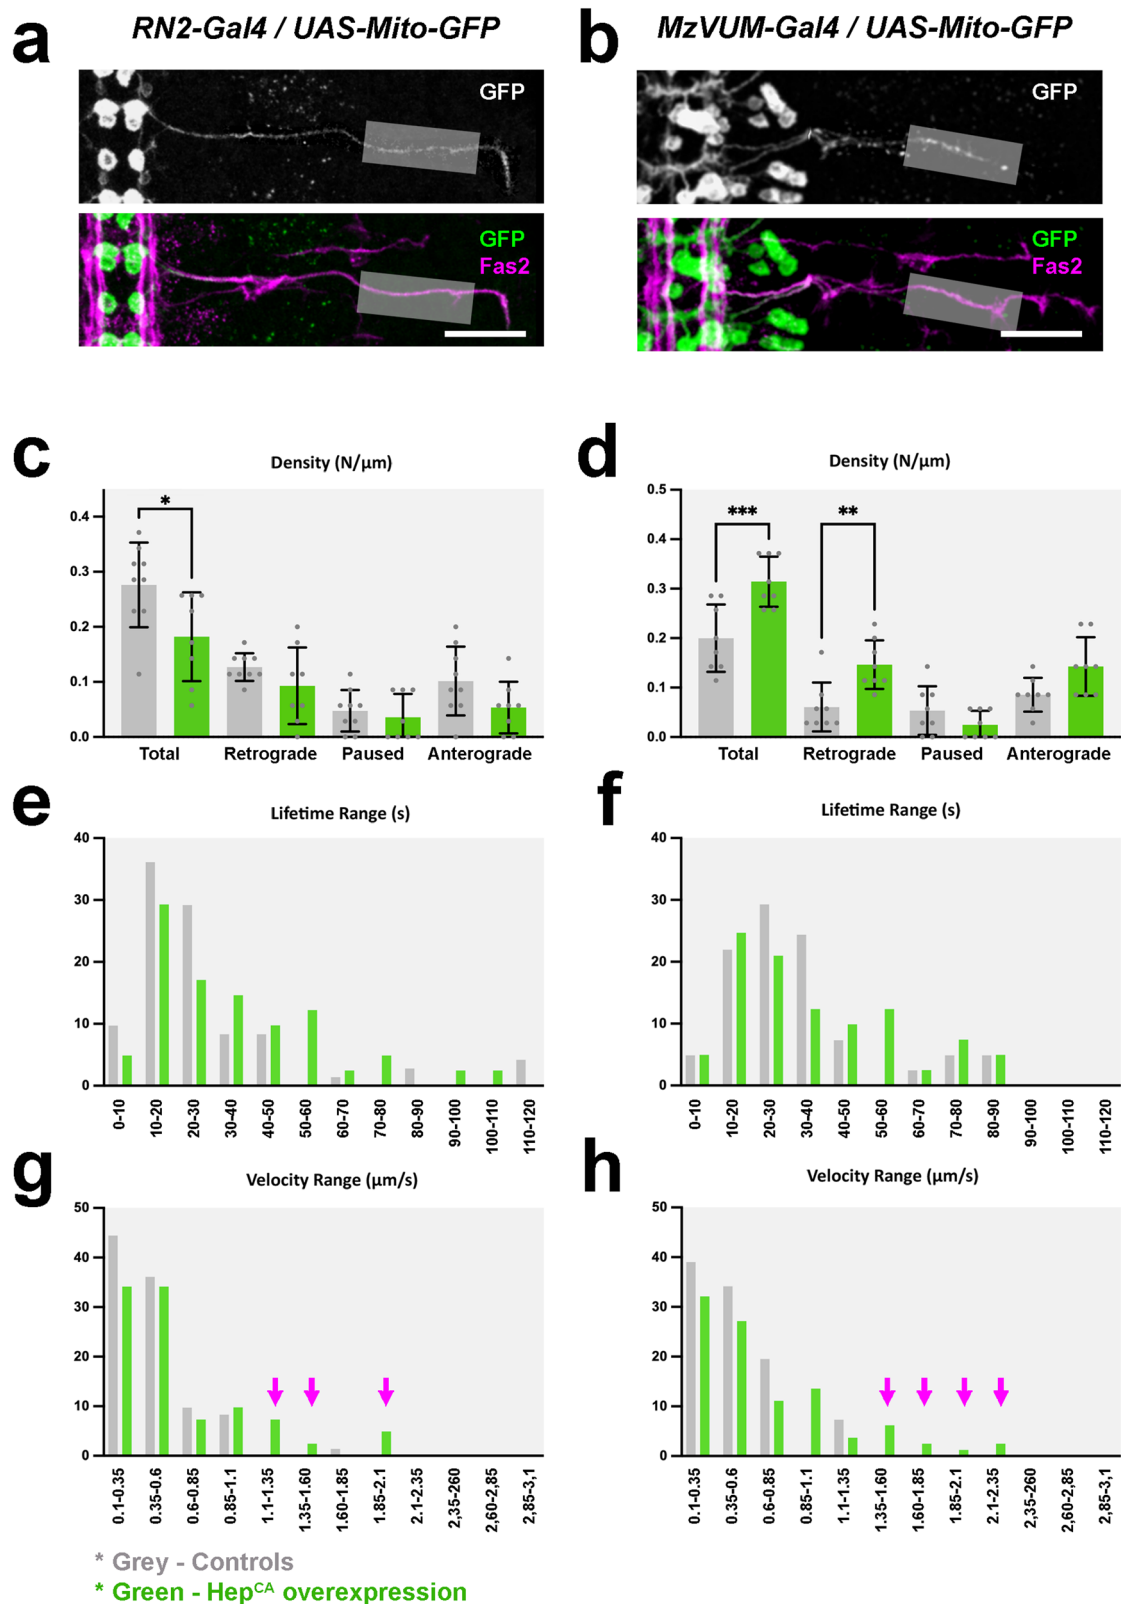 a
RN2-Gal4 / UAS-Mito-GFP
GFP
GFP
Fas2
b
MzVUM-Gal4 / UAS-Mito-GFP
GFP
GFP
Fas2
c
Density (N/μm)
*
0.4
0.3
0.2
0.1
0.0
Total Retrograde Paused Anterograde
d
Density (N/μm)
*** **
0.5
0.4
0.3
0.2
0.1
0.0
Total Retrograde Paused Anterograde
e
Lifetime Range (s)
40
30
20
10
0
0-10 10-20 20-30 30-40 40-50 50-60 60-70 70-80 80-90 90-100 100-110 110-120
f
Lifetime Range (s)
40
30
20
10
0
0-10 10-20 20-30 30-40 40-50 50-60 60-70 70-80 80-90 90-100 100-110 110-120
g
Velocity Range (μm/s)
50
40
30
20
10
0
0.1-0.35 0.35-0.6 0.6-0.85 0.85-1.1 1.1-1.35 1.35-1.60 1.60-1.85 1.85-2.1 2.1-2.35 2,35-260 2,60-2,85 2,85-3,1
h
Velocity Range (μm/s)
50
40
30
20
10
0
0.1-0.35 0.35-0.6 0.6-0.85 0.85-1.1 1.1-1.35 1.35-1.60 1.60-1.85 1.85-2.1 2.1-2.35 2,35-260 2,60-2,85 2,85-3,1
* Grey - Controls
* Green - Hep^CA overexpression